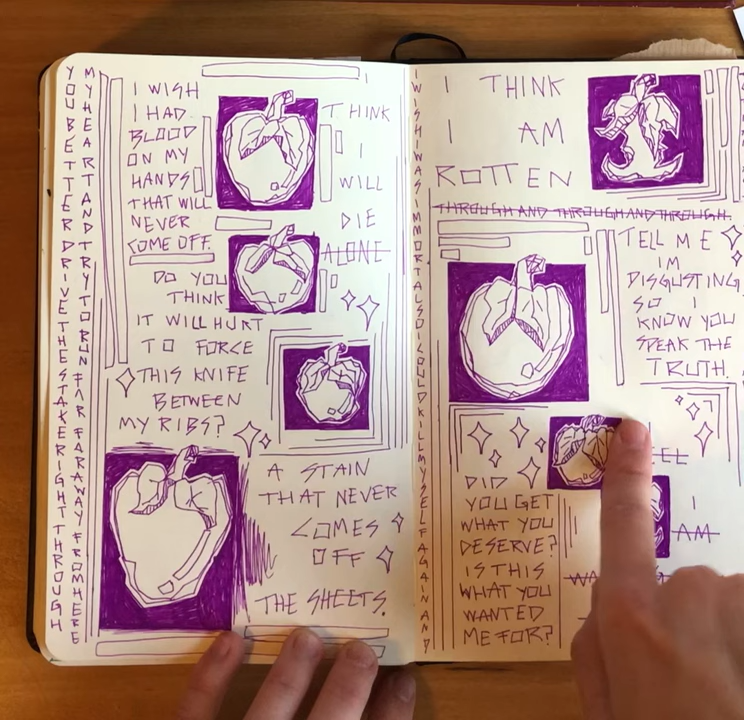 YOU BETTER DRIVE THE STAKE RIGHT THROUGH
MY HEART AND TRY TO RUN FAR FAR AWAY FROM HERE
I WISH
I HAD
BLOOD
ON MY
HANDS
THAT WILL
NEVER
COME OFF.
I
THINK
I
WILL
DIE
ALONE
DO YOU
THINK
IT WILL HURT
TO FORCE
THIS KNIFE
BETWEEN
MY RIBS?
A STAIN
THAT NEVER
COMES
OFF
THE SHEETS.
I WISH I WAS IMMORTAL SO I COULD KILL MYSELF AGAIN AND
I THINK
I AM
ROTTEN
THROUGH AND THROUGH AND THROUGH.
TELL ME
IM
DISGUSTING
SO I
KNOW YOU
SPEAK THE
TRUTH.
DID
YOU GET
WHAT YOU
DESERVE?
IS THIS
WHAT YOU
WANTED
ME FOR?
I
I
AM